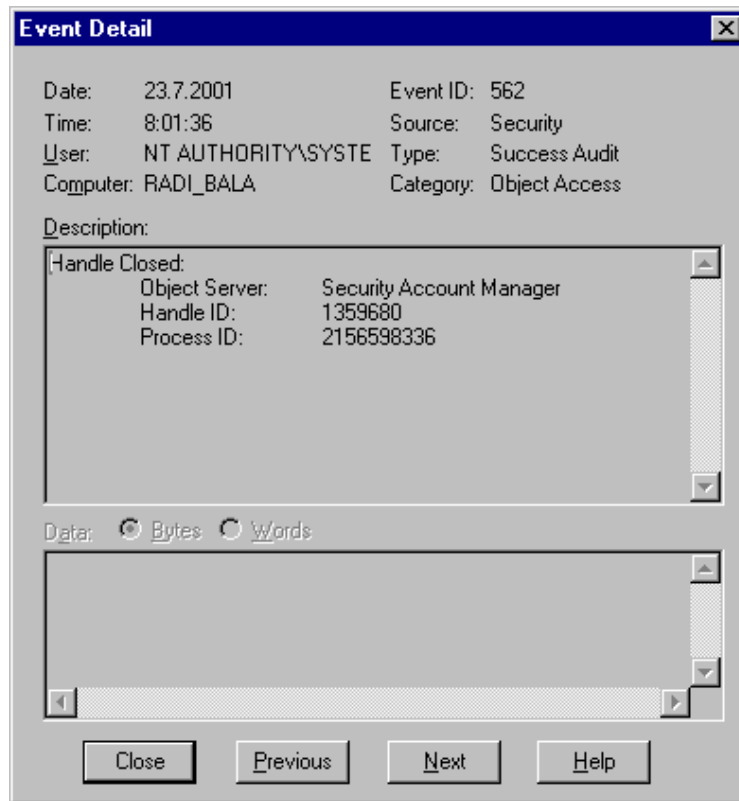 Event Detail
Date: 23.7.2001 Event ID: 562
Time: 8:01:36 Source: Security
User: NT AUTHORITY\SYSTE Type: Success Audit
Computer: RADI_BALA Category: Object Access
Description:
Handle Closed:
Object Server: Security Account Manager
Handle ID: 1359680
Process ID: 2156598336
Data: Bytes Words
Close Previous Next Help